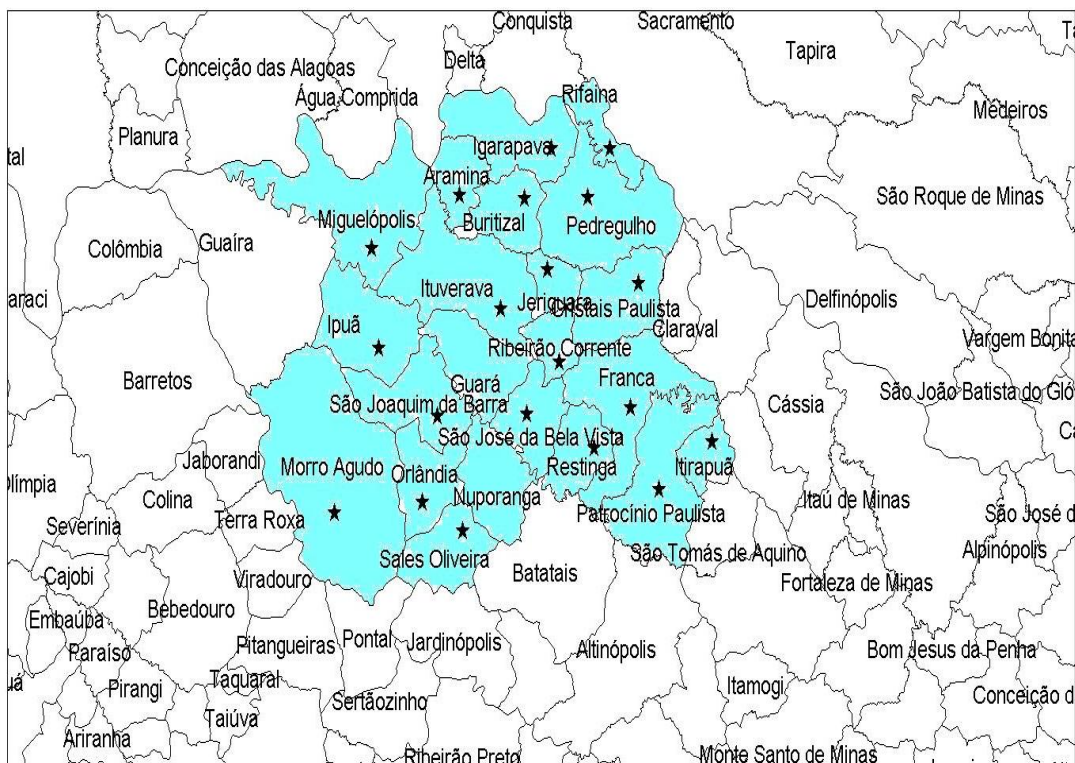 Conquista
Sacramento
Tapira
Delta
Conceição das Alagoas
Água Comprida
Rifaina
Medeiros
Planura
Igarapava
Aramina
São Roque de Minas
Miguelópolis
Buritizal
Pedregulho
Colômbia
Guaíra
Ituverava
Jeriquara
Cristais Paulista
Delfinópolis
Claraval
Ipuã
Ribeirão Corrente
Vargem Bonita
Barretos
Guará
Franca
São João Batista do Gló
São Joaquim da Barra
Cássia
São José da Bela Vista
Jaborandi
Morro Agudo
Orlândia
Restinga
Itirapuã
Colina
Nuporanga
Itaú de Minas
Severínia
Terra Roxa
Patrocínio Paulista
São José d
Sales Oliveira
São Tomás de Aquino
Alpinópolis
Cajobi
Viradouro
Batatais
Fortaleza de Minas
Bebedouro
Embaúba
Pitangueiras
Pontal
Jardinópolis
Altinópolis
Bom Jesus da Penha
Paraíso
Pirangi
Taquaral
Itamogi
Conceição d
Sertãozinho
Taiúva
Ariranha
Ribeirão Preto
Monte Santo de Minas